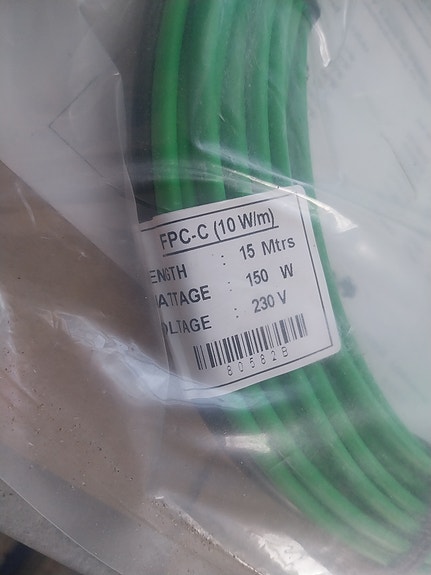 FPC-C (10 W/m)
ENGTH : 15 Mtrs
ATTAGE : 150 W
OLTAGE : 230 V
80582B